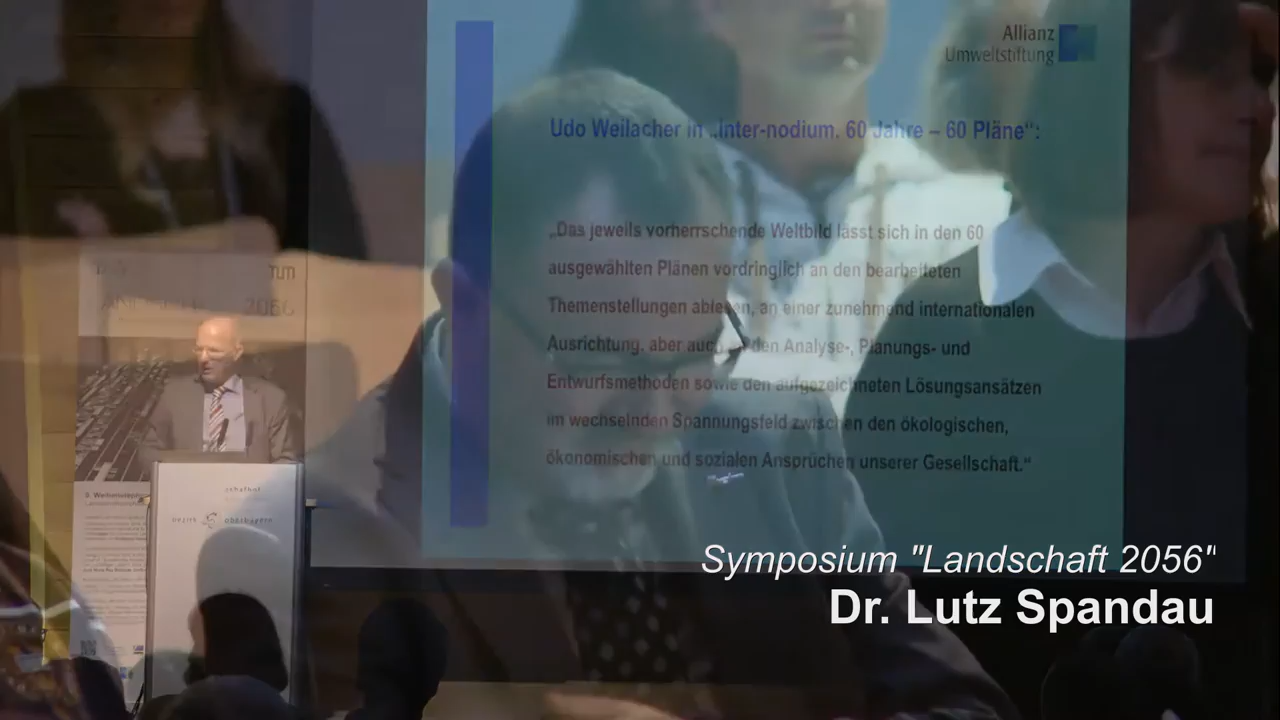 Allianz
Umweltstiftung
Udo Weilacher in „inter-nodium. 60 Jahre – 60 Pläne“:
„Das jeweils vorherrschende Weltbild lässt sich in den 60
ausgewählten Plänen vordringlich an den bearbeiteten
Themenstellungen ablesen, an einer zunehmend internationalen
Ausrichtung, aber auch an den Analyse-, Planungs- und
Entwurfsmethoden sowie den aufgezeichneten Lösungsansätzen
im wechselnden Spannungsfeld zwischen den ökologischen,
ökonomischen und sozialen Ansprüchen unserer Gesellschaft.“
2056
schafhof
bezirk oberbayern
Symposium "Landschaft 2056"
Dr. Lutz Spandau